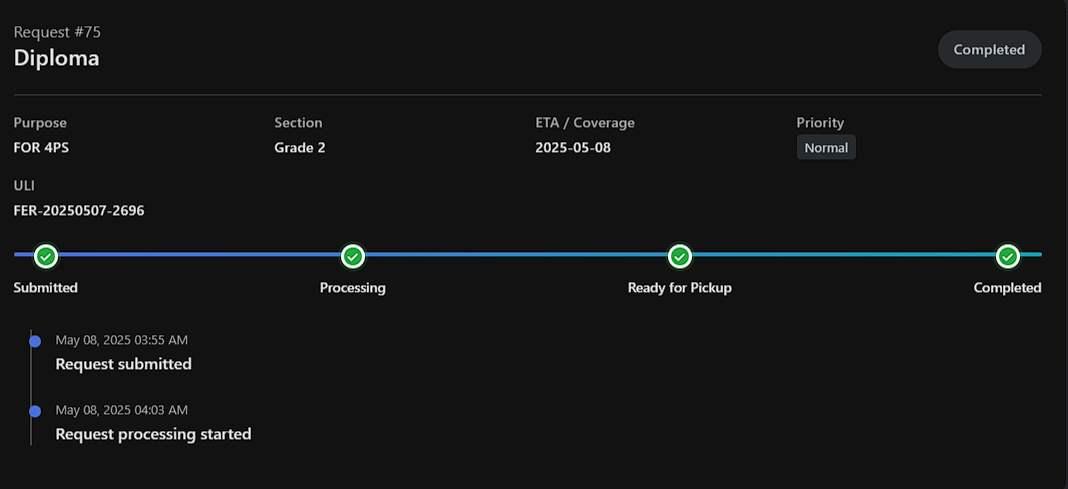 Request #75
Diploma
Completed
Purpose
Section
ETA / Coverage
Priority
FOR 4PS
Grade 2
2025-05-08
Normal
ULI
FER-20250507-2696
Submitted
Processing
Ready for Pickup
Completed
May 08, 2025 03:55 AM
Request submitted
May 08, 2025 04:03 AM
Request processing started